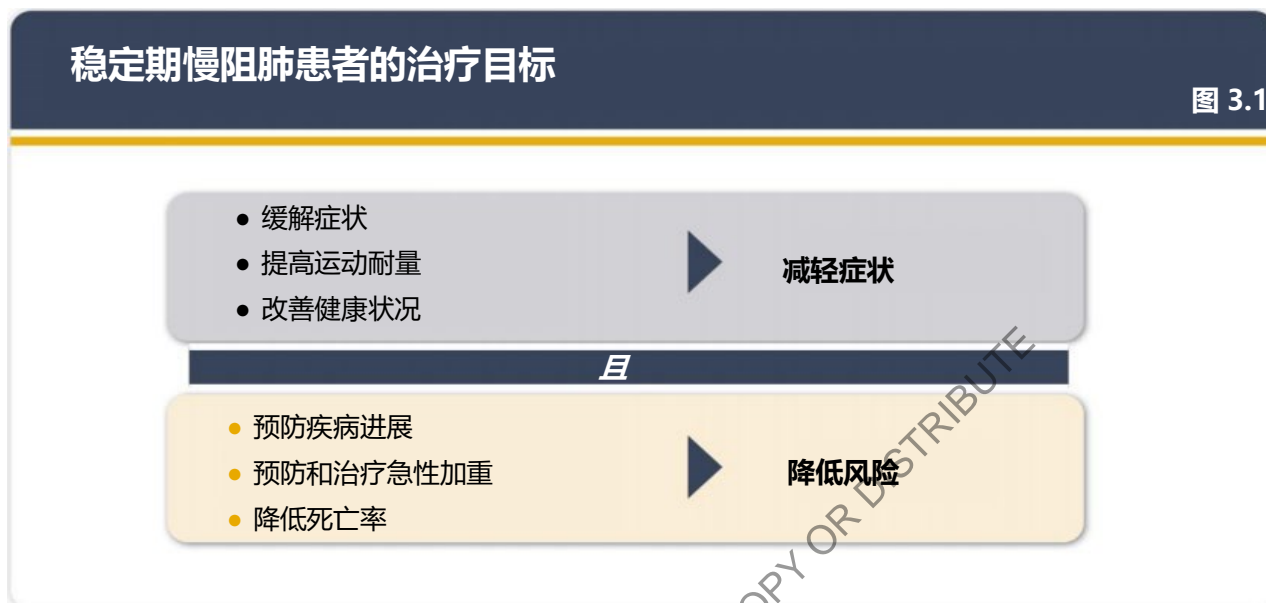 稳定期慢阻肺患者的治疗目标
图 3.1
● 缓解症状
● 提高运动耐量
● 改善健康状况
减轻症状
且
● 预防疾病进展
● 预防和治疗急性加重
● 降低死亡率
降低风险
OPY OR DISTRIBUTE